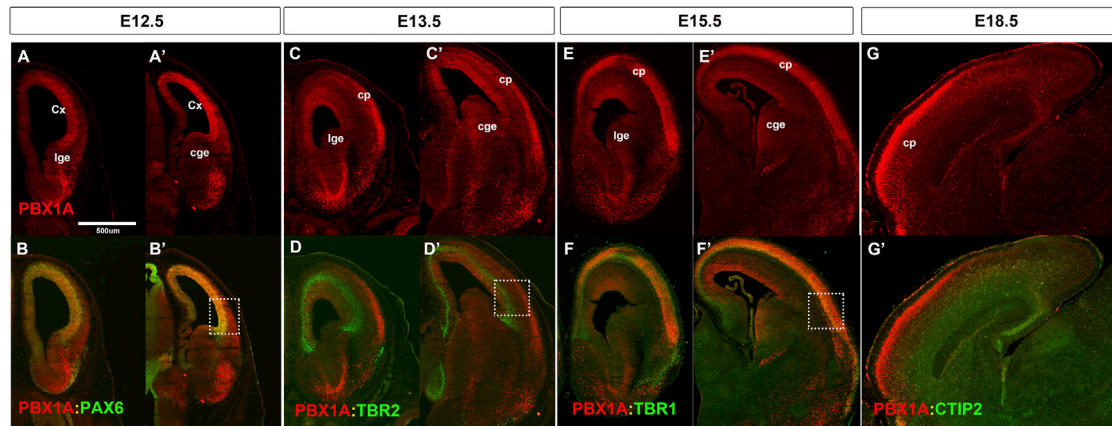 E12.5 E13.5 E15.5 E18.5
A A' C C' E E' G
Cx Cx cp cp cp cp cp
lge cge lge cge lge cge
PBX1A
500um
B B' D D' F F' G'
PBX1A:PAX6 PBX1A:TBR2 PBX1A:TBR1 PBX1A:CTIP2